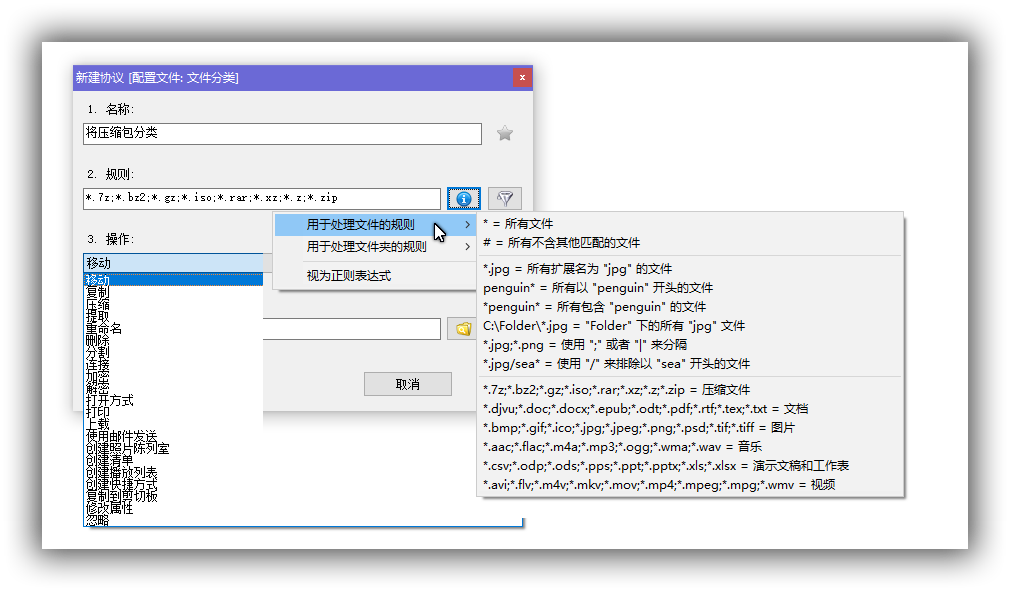 新建协议 [配置文件: 文件分类]
x
1. 名称:
将压缩包分类
2. 规则:
*.7z;*.bz2;*.gz;*.iso;*.rar;*.xz;*.z;*.zip
用于处理文件的规则
用于处理文件夹的规则
视为正则表达式
* = 所有文件
# = 所有不含其他匹配的文件
*.jpg = 所有扩展名为 "jpg" 的文件
penguin* = 所有以 "penguin" 开头的文件
*penguin* = 所有包含 "penguin" 的文件
C:\Folder\*.jpg = "Folder" 下的所有 "jpg" 文件
*.jpg;*.png = 使用 ";" 或者 "|" 来分隔
*.jpg/sea* = 使用 "/" 来排除以 "sea" 开头的文件
*.7z;*.bz2;*.gz;*.iso;*.rar;*.xz;*.z;*.zip = 压缩文件
*.djvu;*.doc;*.docx;*.epub;*.odt;*.pdf;*.rtf;*.tex;*.txt = 文档
*.bmp;*.gif;*.ico;*.jpg;*.jpeg;*.png;*.psd;*.tif;*.tiff = 图片
*.aac;*.flac;*.m4a;*.mp3;*.ogg;*.wma;*.wav = 音乐
*.csv;*.odp;*.ods;*.pps;*.ppt;*.pptx;*.xls;*.xlsx = 演示文稿和工作表
*.avi;*.flv;*.m4v;*.mkv;*.mov;*.mp4;*.mpeg;*.mpg;*.wmv = 视频
3. 操作:
移动
移动
复制
压缩
提取
重命名
删除
分割
连接
加密
解密
打开方式
打印
上载
使用邮件发送
创建照片陈列室
创建清单
创建播放列表
创建快捷方式
复制到剪切板
修改属性
忽略
取消